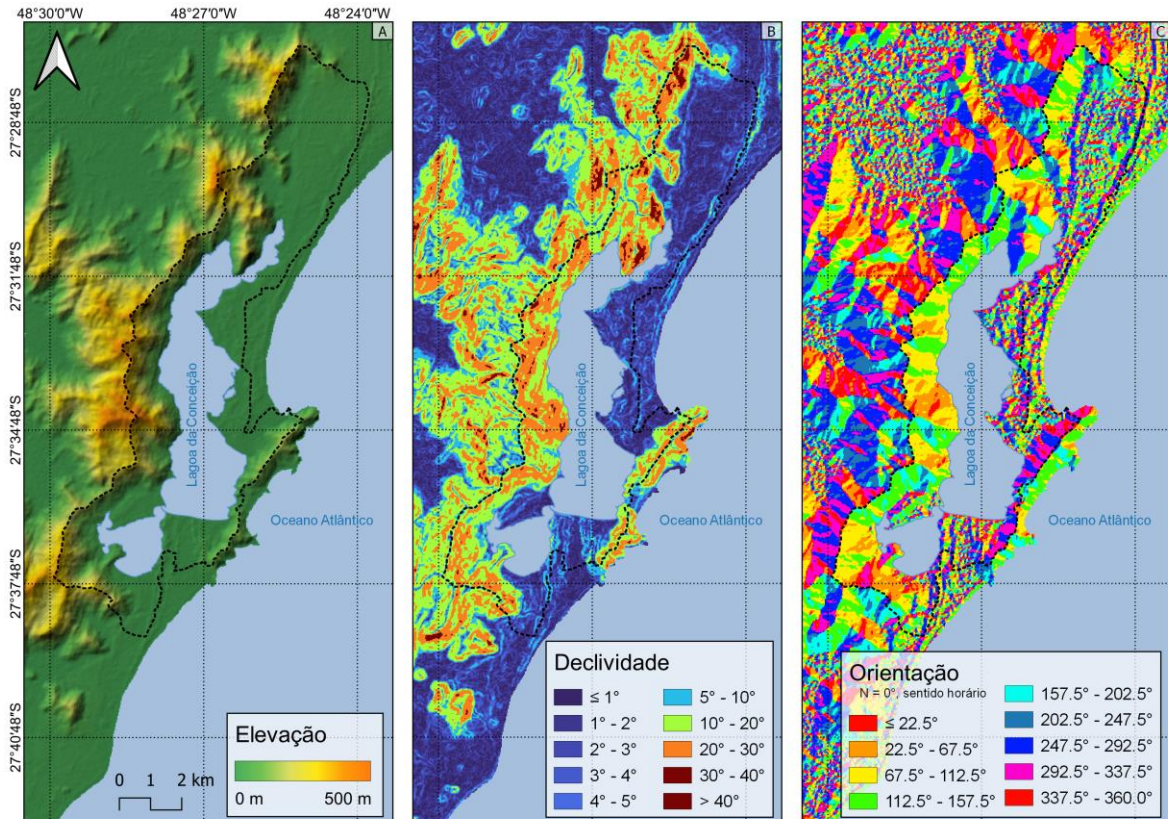 48°30'0"W
48°27'0"W
48°24'0"W
A
B
C
27°28'48"S
27°31'48"S
27°34'48"S
27°37'48"S
27°40'48"S
Lagoa da Conceição
Oceano Atlântico
Elevação
0 m
500 m
0 1 2 km
Lagoa da Conceição
Oceano Atlântico
Declividade
≤ 1°
1° - 2°
2° - 3°
3° - 4°
4° - 5°
5° - 10°
10° - 20°
20° - 30°
30° - 40°
> 40°
Lagoa da Conceição
Oceano Atlântico
Orientação
N = 0°, sentido horário
≤ 22.5°
22.5° - 67.5°
67.5° - 112.5°
112.5° - 157.5°
157.5° - 202.5°
202.5° - 247.5°
247.5° - 292.5°
292.5° - 337.5°
337.5° - 360.0°